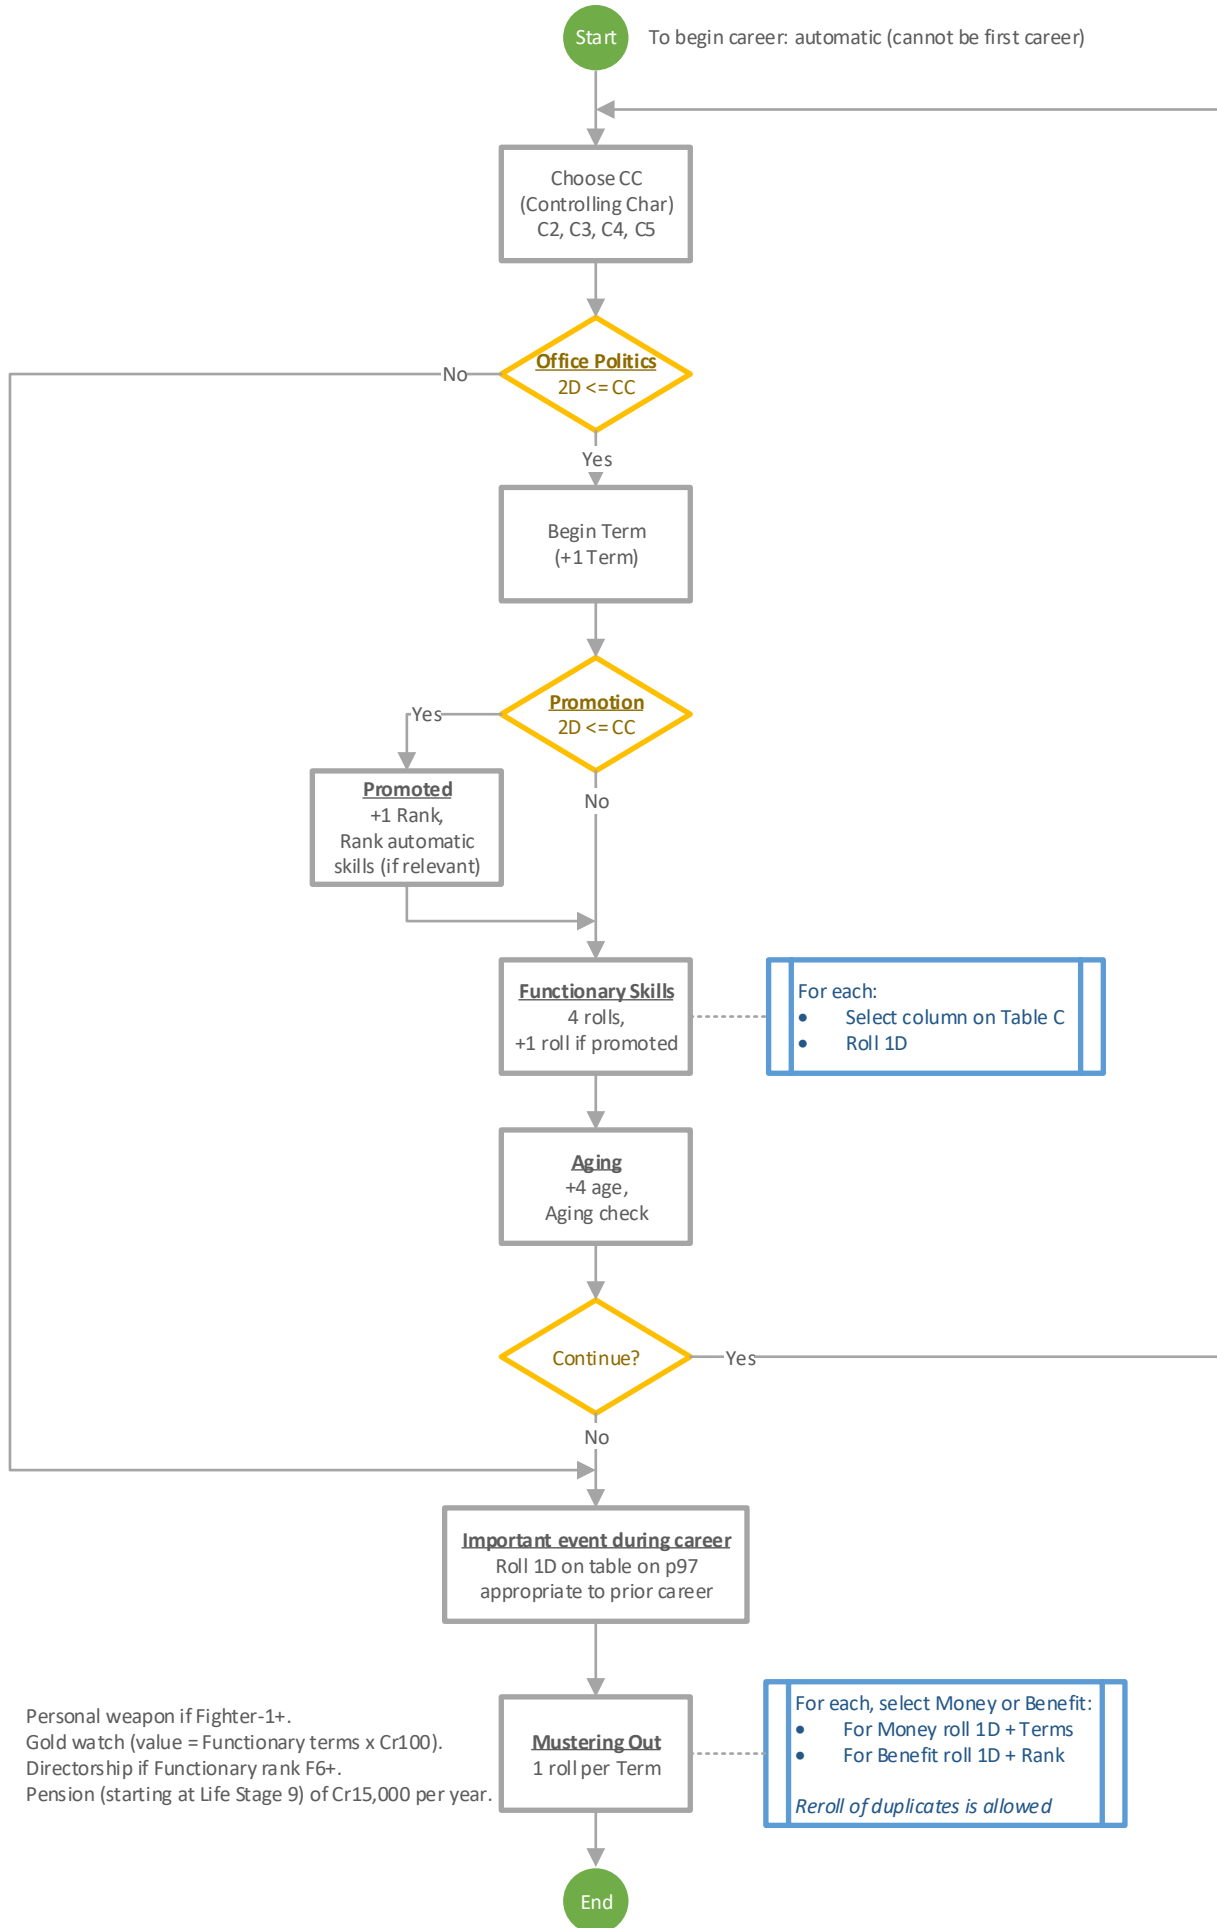 Start
To begin career: automatic (cannot be first career)
Choose CC
(Controlling Char)
C2, C3, C4, C5
Office Politics
2D <= CC
No
Yes
Begin Term
(+1 Term)
Promotion
2D <= CC
Yes
No
Promoted
+1 Rank,
Rank automatic
skills (if relevant)
Functionary Skills
4 rolls,
+1 roll if promoted
For each:
• Select column on Table C
• Roll 1D
Aging
+4 age,
Aging check
Continue?
Yes
No
Important event during career
Roll 1D on table on p97
appropriate to prior career
Personal weapon if Fighter-1+.
Gold watch (value = Functionary terms x Cr100).
Directorship if Functionary rank F6+.
Pension (starting at Life Stage 9) of Cr15,000 per year.
Mustering Out
1 roll per Term
For each, select Money or Benefit:
• For Money roll 1D + Terms
• For Benefit roll 1D + Rank
Reroll of duplicates is allowed
End